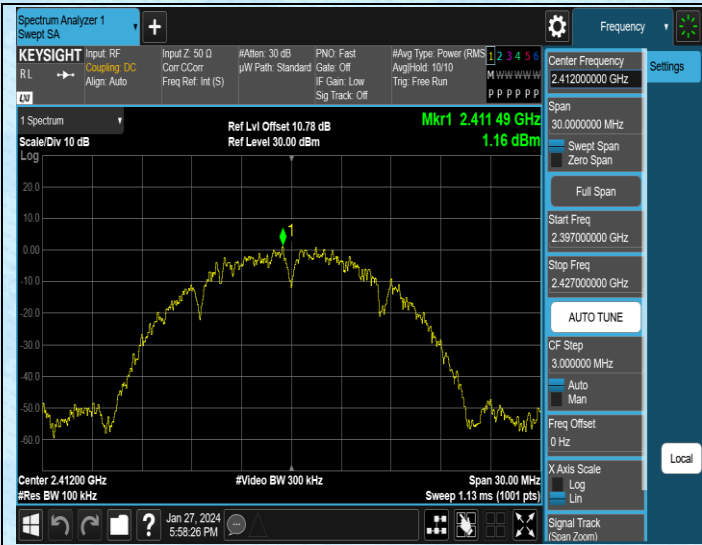 Spectrum Analyzer 1
Swept SA
+
Frequency
KEYSIGHT
RL
LXI
Input: RF
Coupling: DC
Align: Auto
Input Z: 50 Ω
Corr CCorr
Freq Ref: Int (S)
#Atten: 30 dB
µW Path: Standard
PNO: Fast
Gate: Off
IF Gain: Low
Sig Track: Off
#Avg Type: Power (RMS
Avg|Hold: 10/10
Trig: Free Run
1 2 3 4 5 6
M W W W W W
P P P P P P
1 Spectrum
Scale/Div 10 dB
Log
Ref Lvl Offset 10.78 dB
Ref Level 30.00 dBm
Mkr1 2.411 49 GHz
1.16 dBm
1
20.0
10.0
0.00
-10.0
-20.0
-30.0
-40.0
-50.0
-60.0
Center 2.41200 GHz
#Res BW 100 kHz
#Video BW 300 kHz
Span 30.00 MHz
Sweep 1.13 ms (1001 pts)
?
Jan 27, 2024
5:58:26 PM
Center Frequency
2.412000000 GHz
Span
30.0000000 MHz
Swept Span
Zero Span
Full Span
Start Freq
2.397000000 GHz
Stop Freq
2.427000000 GHz
AUTO TUNE
CF Step
3.000000 MHz
Auto
Man
Freq Offset
0 Hz
X Axis Scale
Log
Lin
Signal Track
(Span Zoom)
Settings
Local